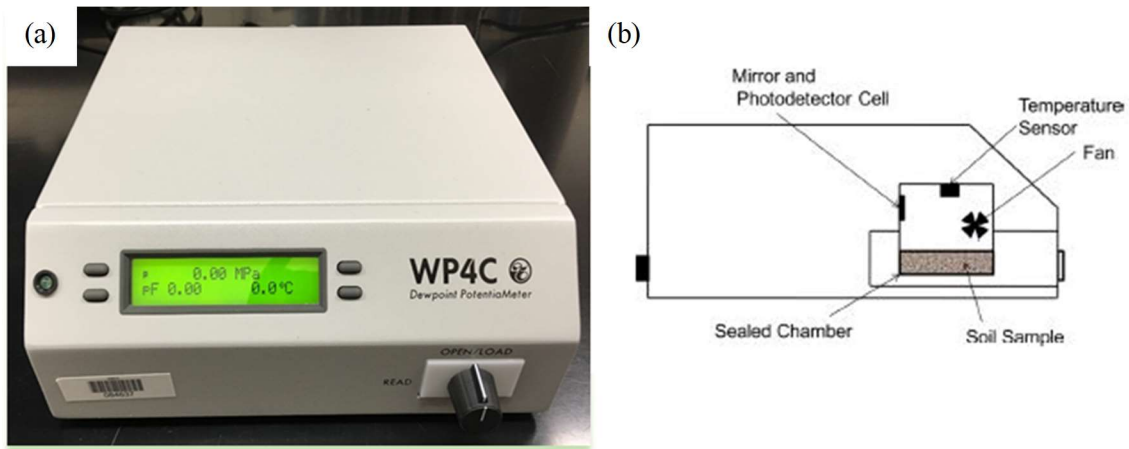 (a)
0.00 MPa
pF 0.00 0.0°C
WP4C
Dewpoint PotentiaMeter
OPEN/LOAD
READ
084637
(b)
Mirror and
Photodetector Cell
Temperature
Sensor
Fan
Sealed Chamber
Soil Sample